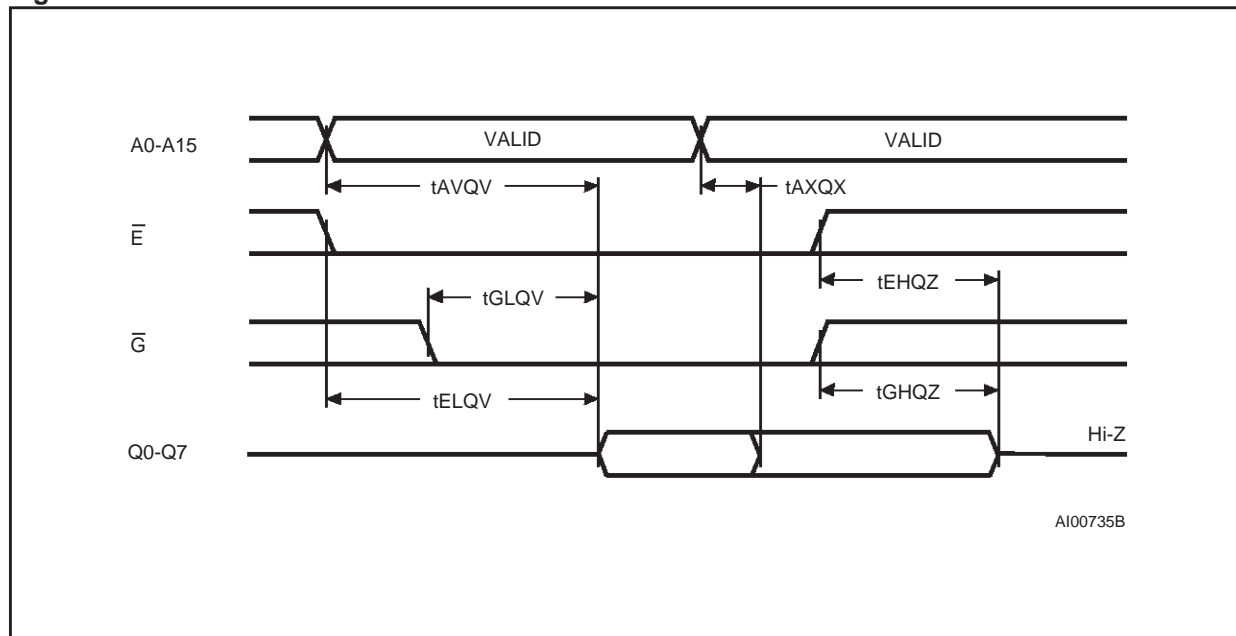 A0-A15
VALID
VALID
tAVQV
tAXQX
E̅
tEHQZ
tGLQV
G̅
tGHQZ
tELQV
Q0-Q7
Hi-Z
AI00735B